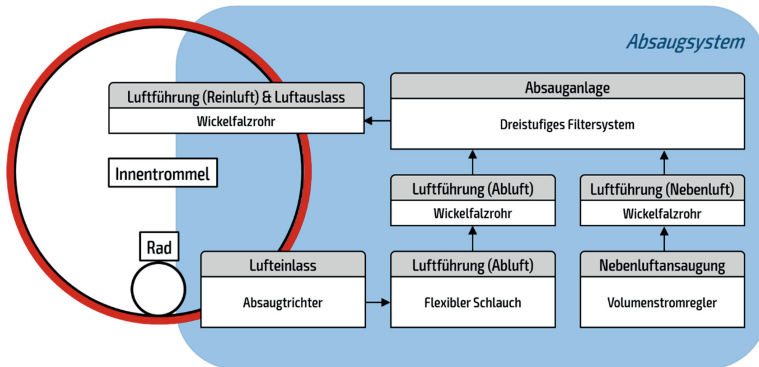 Absaugsystem
Luftführung (Reinluft) & Luftauslass
Wickelfalzrohr
Absauganlage
Dreistufiges Filtersystem
Innentrommel
Luftführung (Abluft)
Wickelfalzrohr
Luftführung (Nebenluft)
Wickelfalzrohr
Rad
Lufteinlass
Absaugtrichter
Luftführung (Abluft)
Flexibler Schlauch
Nebenluftansaugung
Volumenstromregler